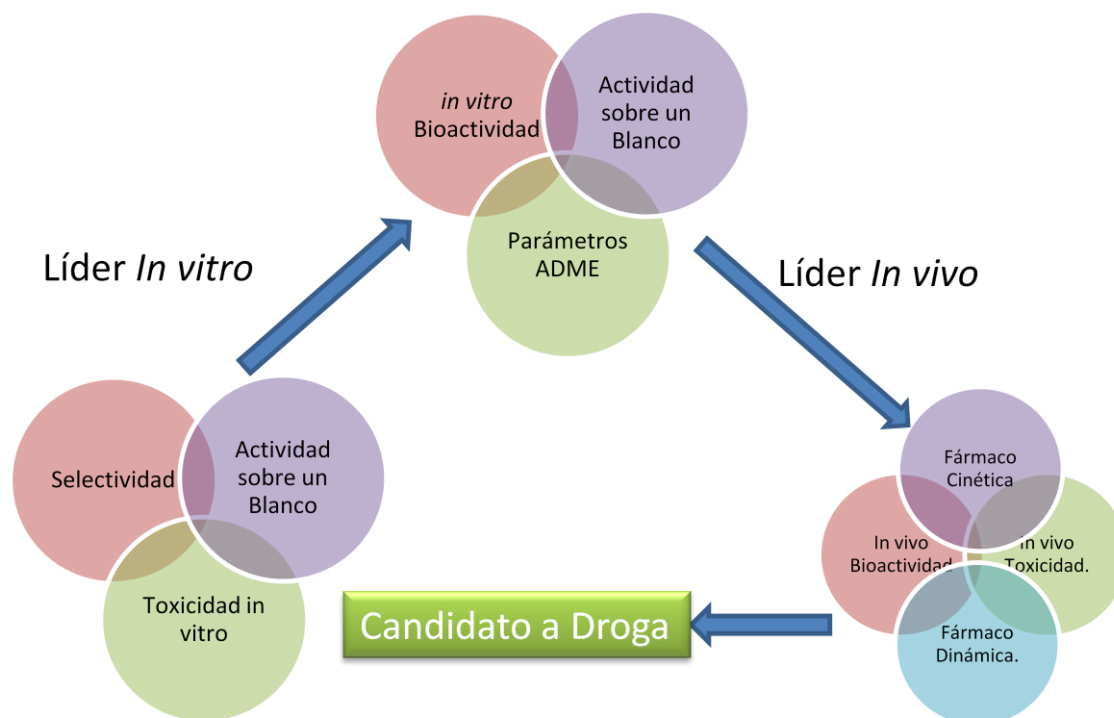 in vitro
Bioactividad
Actividad
sobre un
Blanco
Parámetros
ADME
Líder In vitro
Líder In vivo
Selectividad
Actividad
sobre un
Blanco
Toxicidad in
vitro
Fármaco
Cinética
In vivo
Bioactividad
in vivo
Toxicidad.
Fármaco
Dinámica.
Candidato a Droga